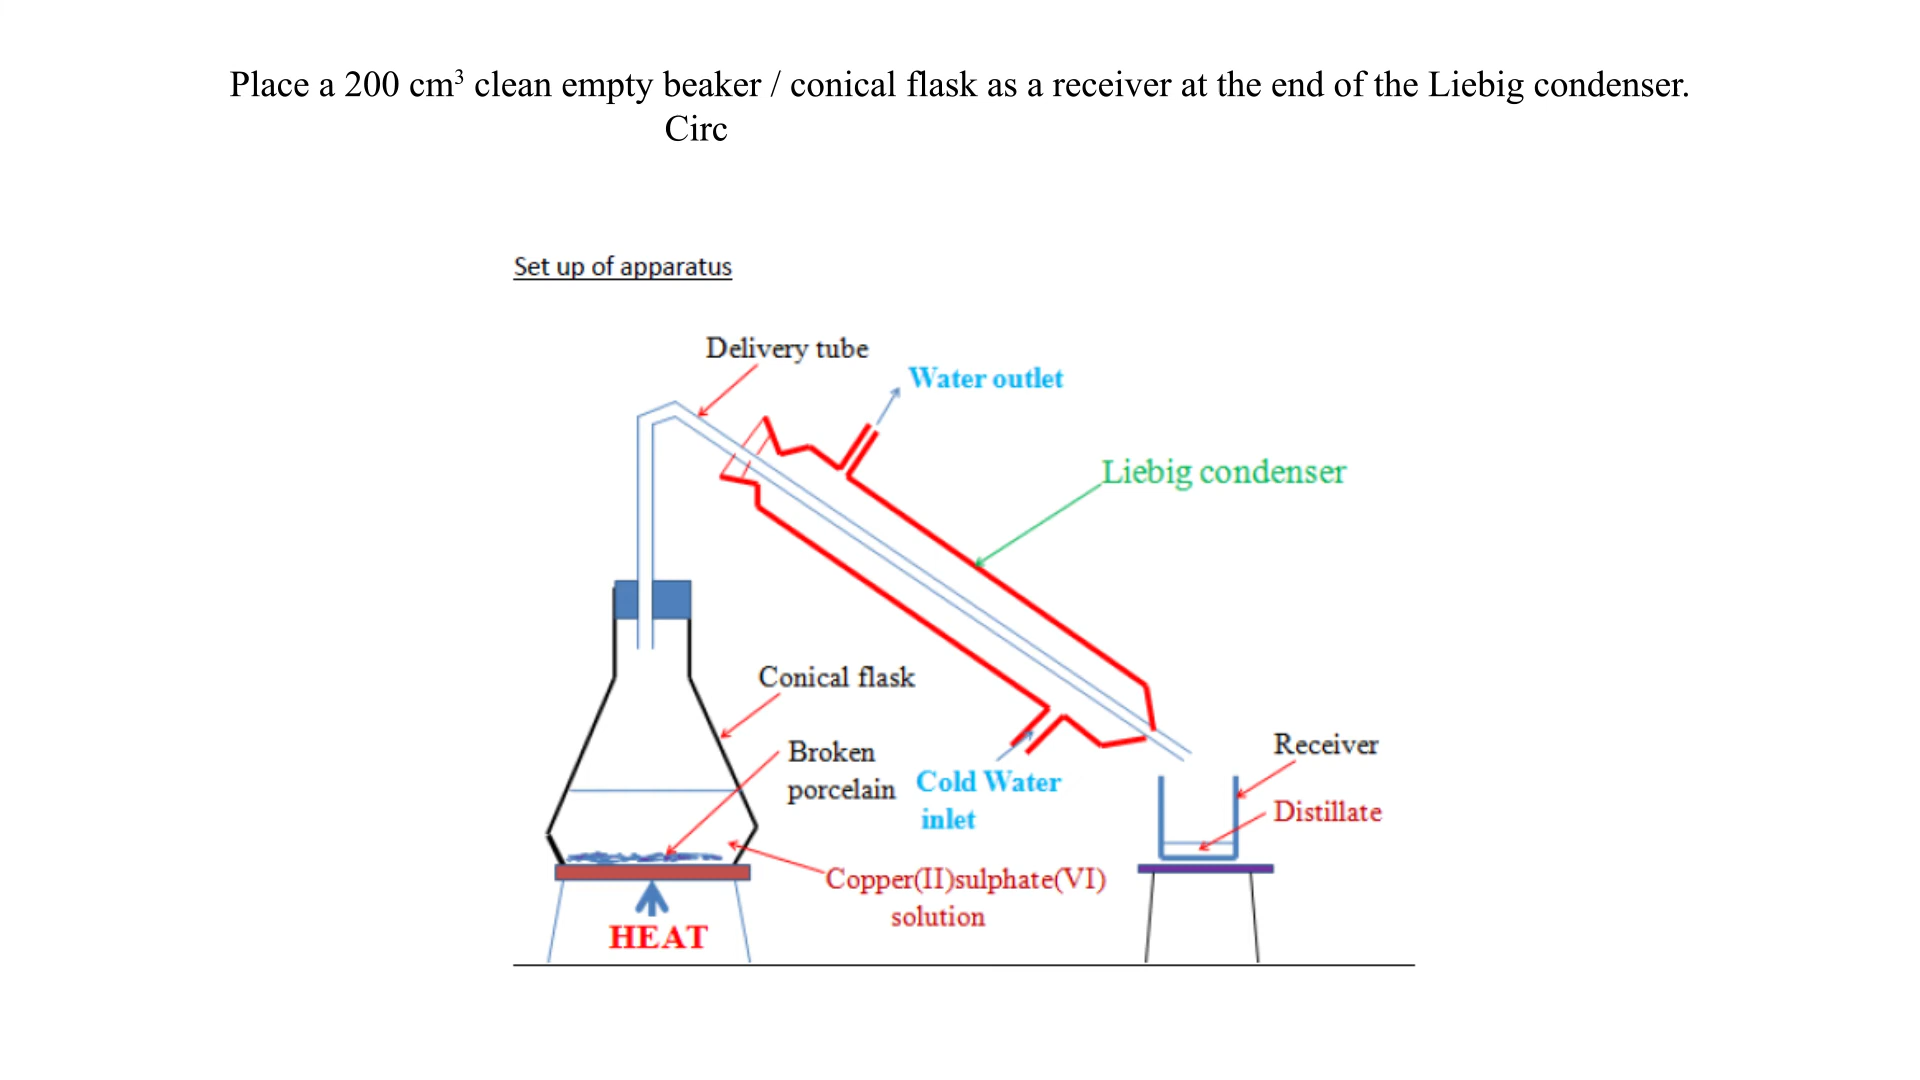 Place a 200 cm³ clean empty beaker / conical flask as a receiver at the end of the Liebig condenser.
Circ
Set up of apparatus
Delivery tube
Water outlet
Liebig condenser
Conical flask
Broken
porcelain
Cold Water
inlet
Receiver
Distillate
Copper(II)sulphate(VI)
solution
HEAT